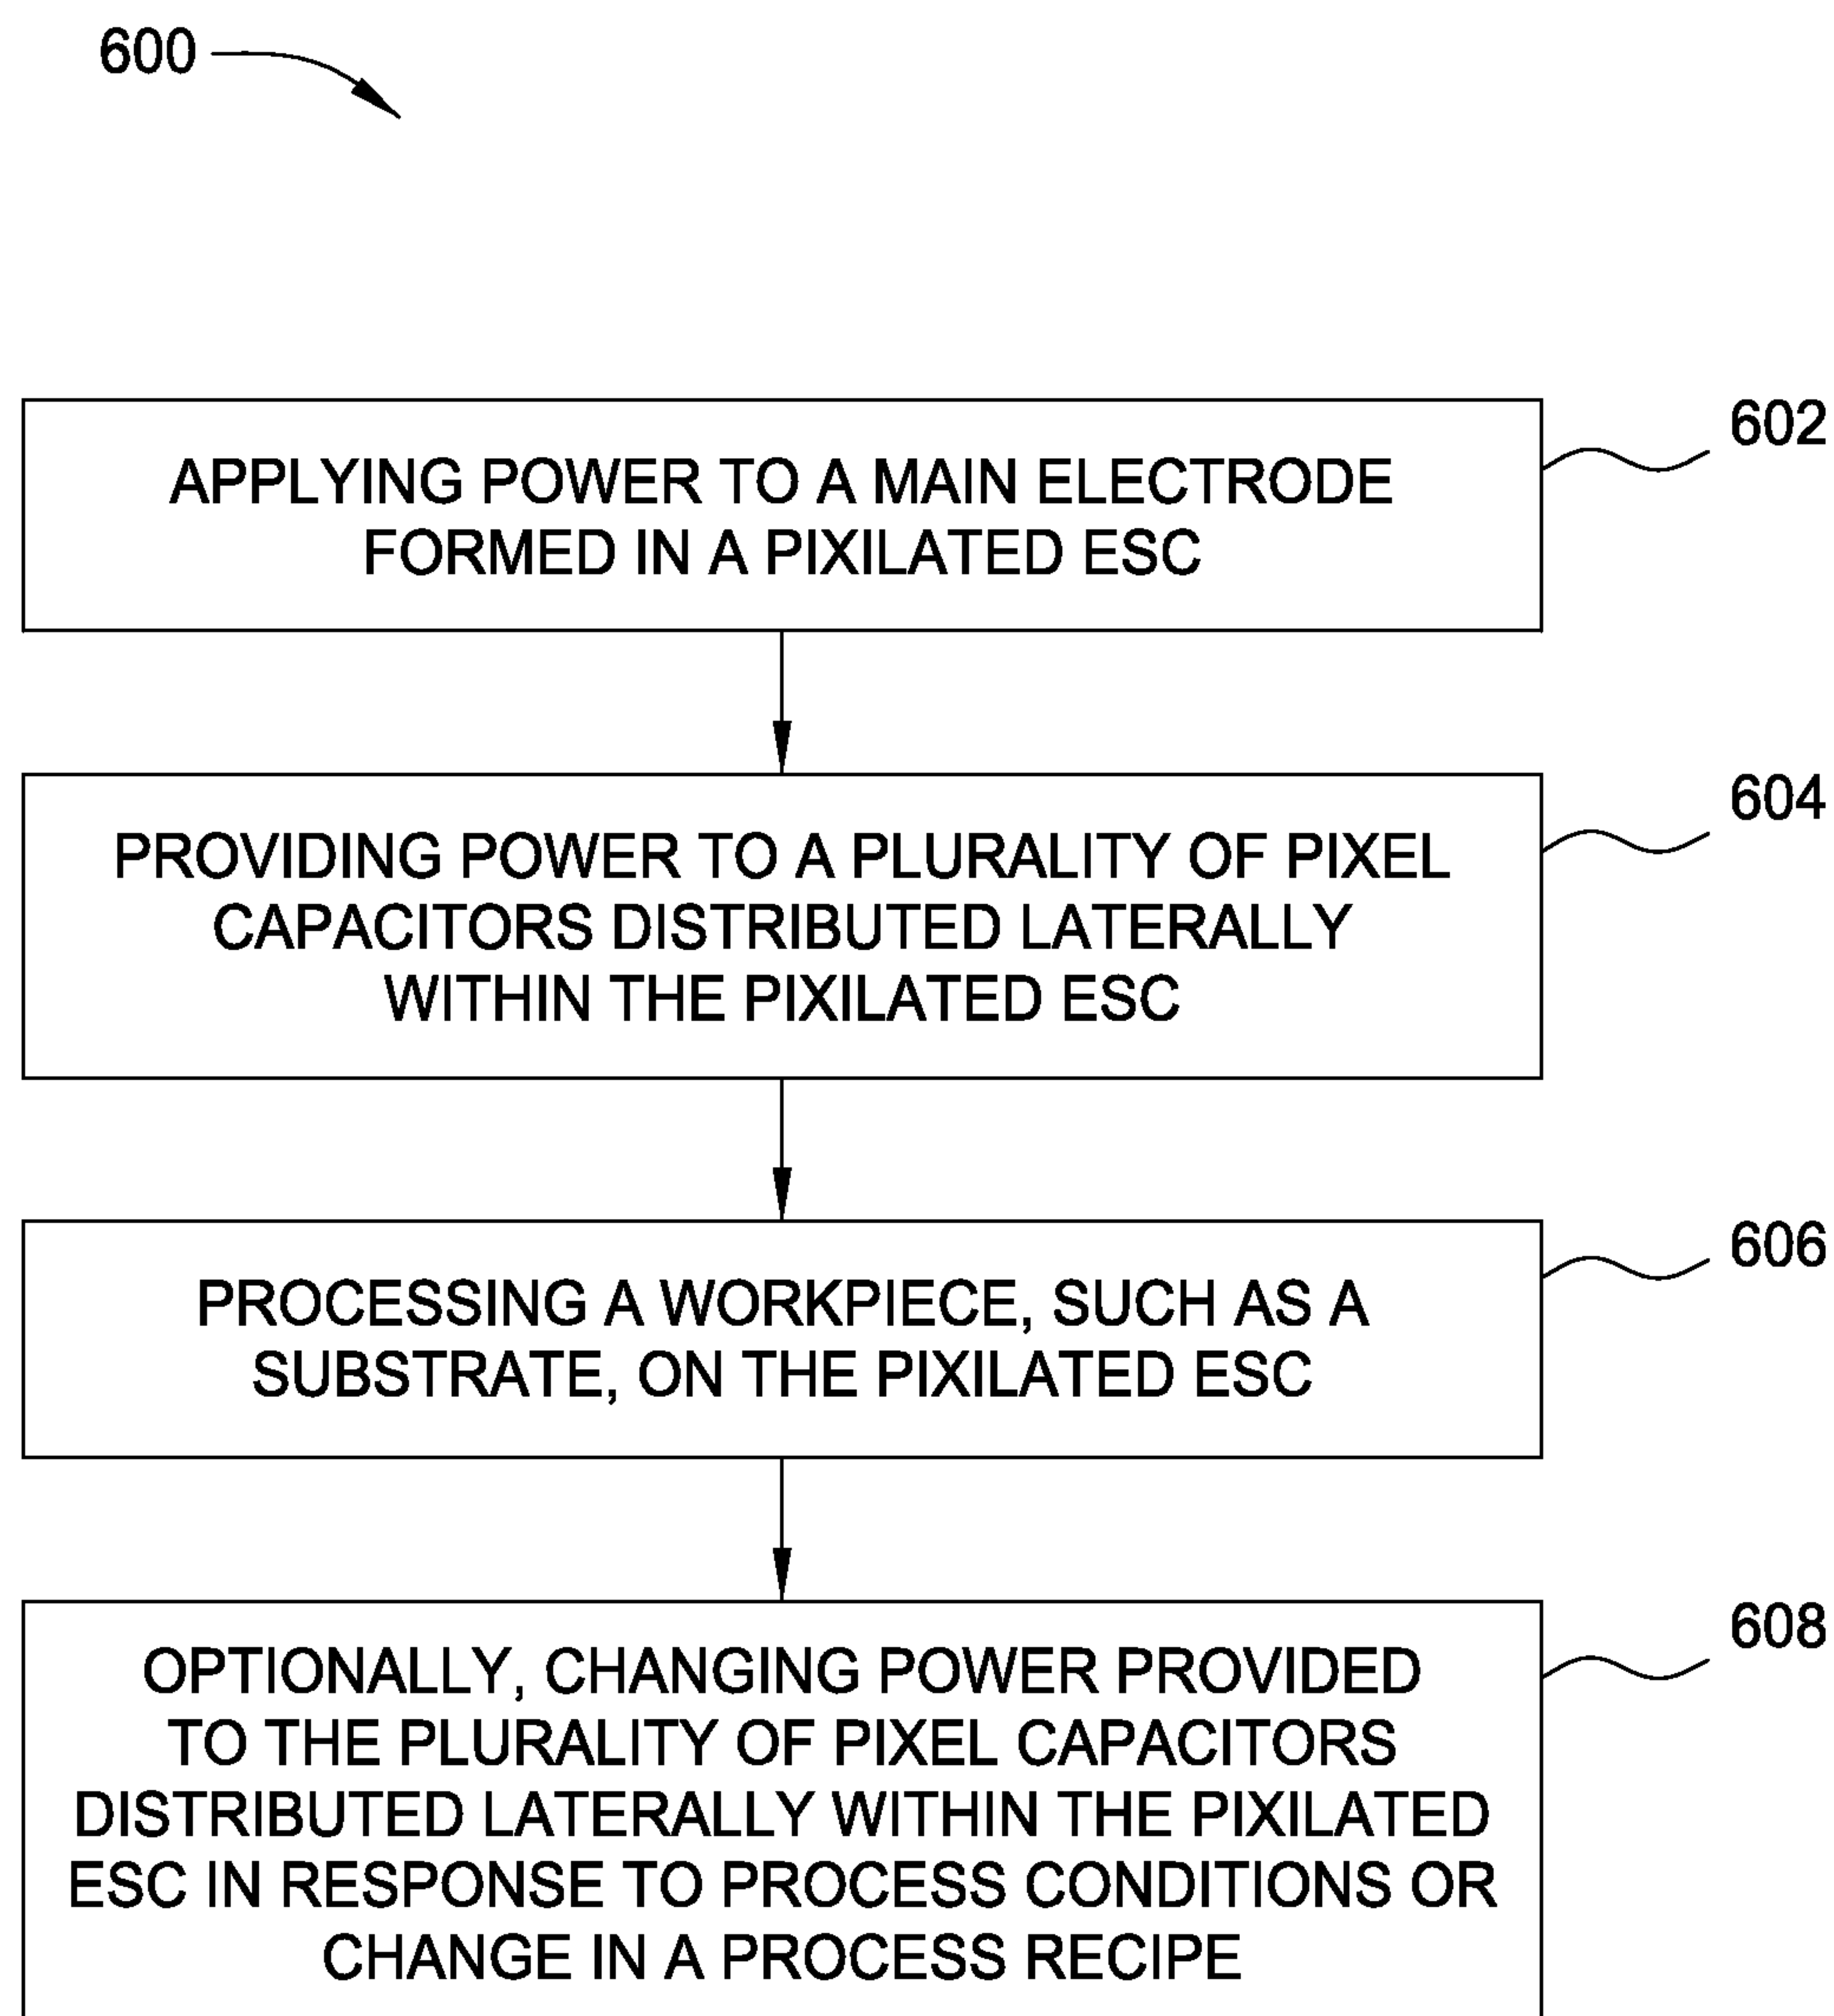 600
602
APPLYING POWER TO A MAIN ELECTRODE
FORMED IN A PIXILATED ESC
604
PROVIDING POWER TO A PLURALITY OF PIXEL
CAPACITORS DISTRIBUTED LATERALLY
WITHIN THE PIXILATED ESC
606
PROCESSING A WORKPIECE, SUCH AS A
SUBSTRATE, ON THE PIXILATED ESC
608
OPTIONALLY, CHANGING POWER PROVIDED
TO THE PLURALITY OF PIXEL CAPACITORS
DISTRIBUTED LATERALLY WITHIN THE PIXILATED
ESC IN RESPONSE TO PROCESS CONDITIONS OR
CHANGE IN A PROCESS RECIPE